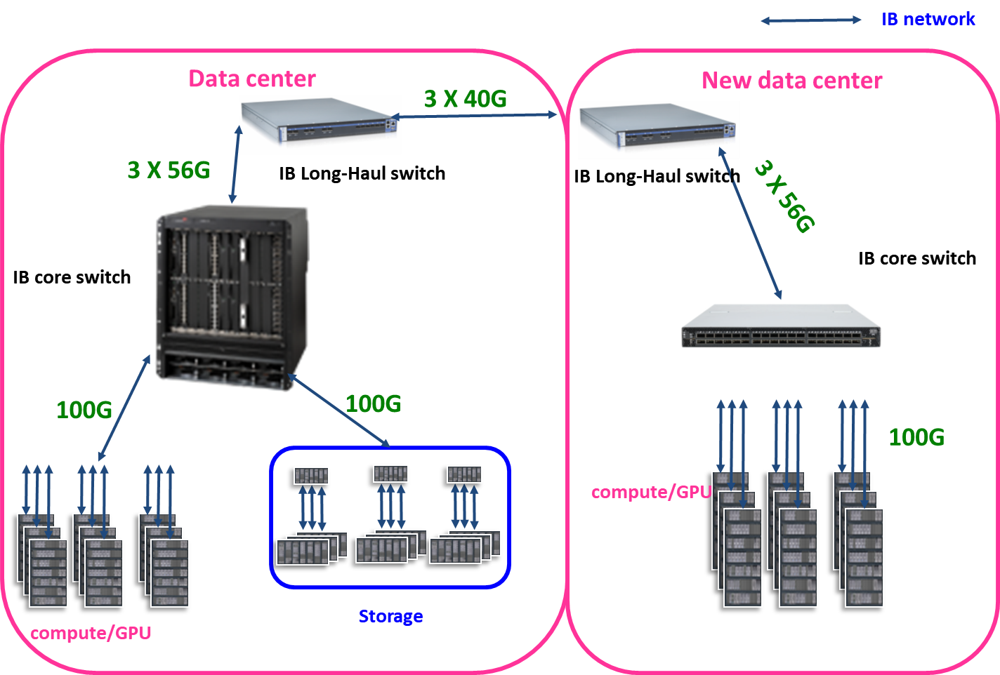 IB network
Data center
New data center
3 X 40G
3 X 56G
IB Long-Haul switch
IB Long-Haul switch
3 X 56G
IB core switch
IB core switch
100G
100G
100G
compute/GPU
Storage
compute/GPU